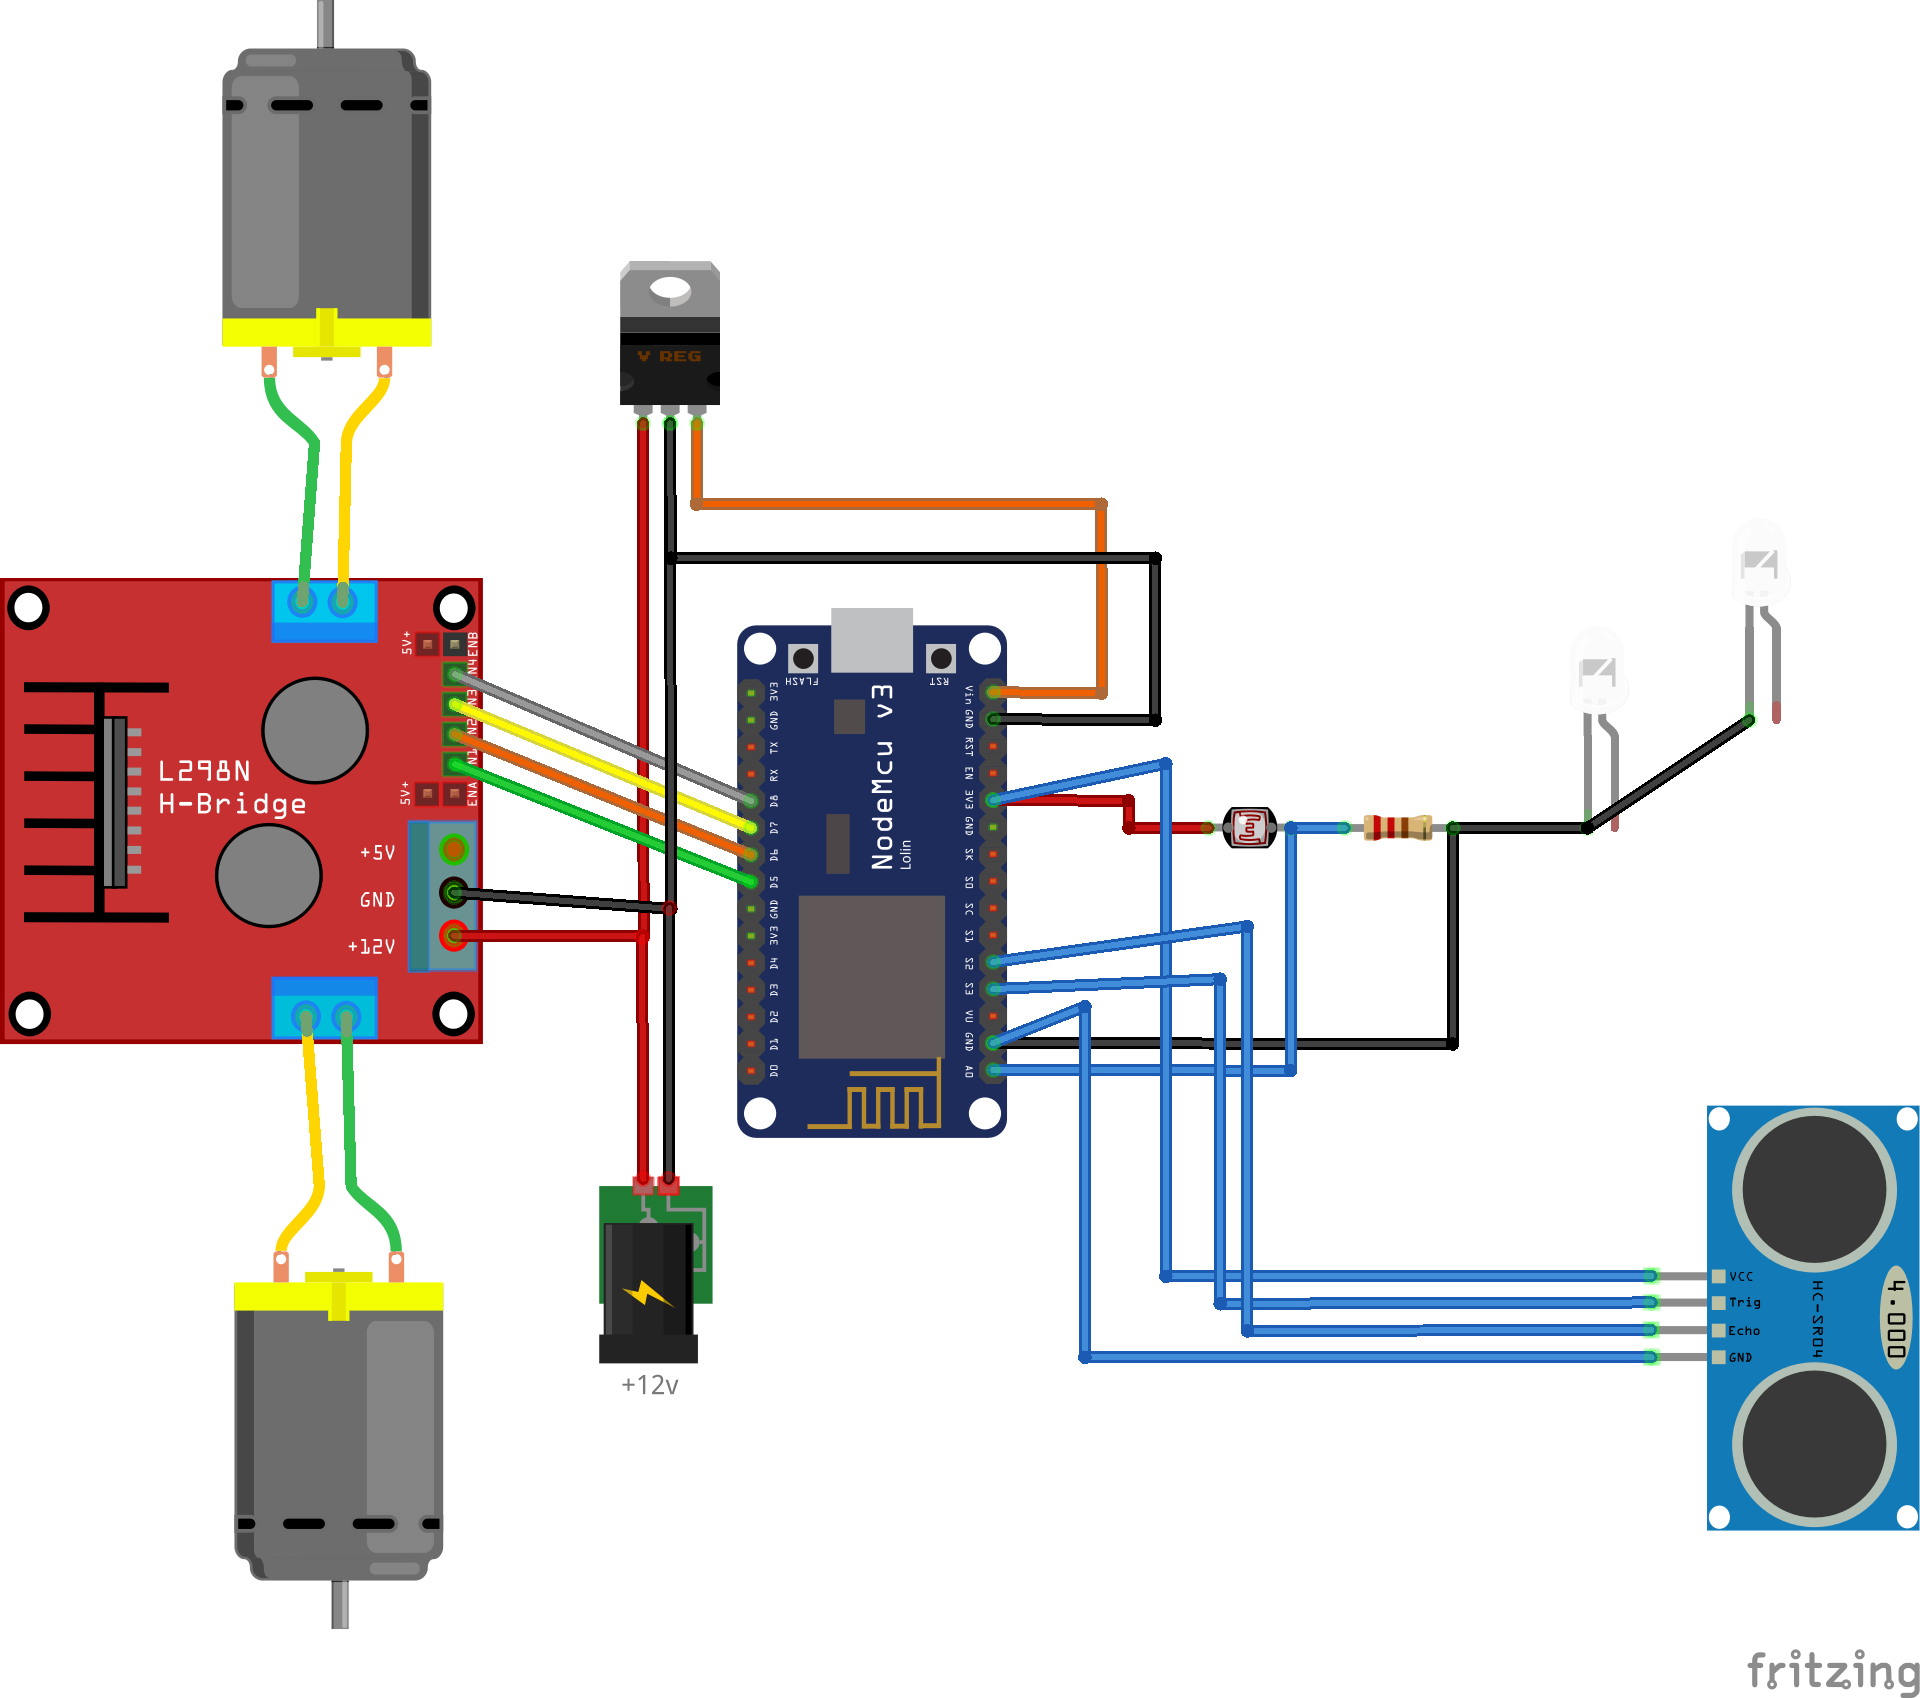 V REG
5V+
ENB
IN4
IN3
IN2
IN1
5V+
ENA
L298N
H-Bridge
+5V
GND
+12V
FLASH
RST
3V3
GND
TX
RX
D8
D7
D6
D5
GND
3V3
D4
D3
D2
D1
D0
NodeMcu v3
Lolin
Vin
GND
RST
EN
3V3
GND
SK
SO
SC
S1
S2
S3
VU
GND
A0
+12v
VCC
Trig
Echo
GND
HC-SR04
4.000
fritzing